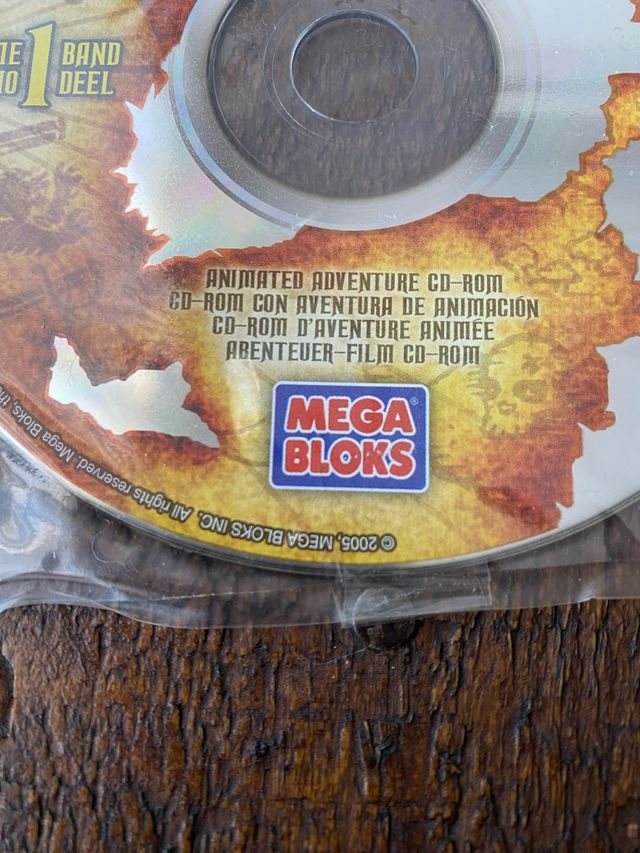 1 BAND
DEEL
ANIMATED ADVENTURE CD-ROM
CD-ROM CON AVENTURA DE ANIMACIÓN
CD-ROM D'AVENTURE ANIMÉE
ABENTEUER-FILM CD-ROM
MEGA
BLOKS
®
© 2005, MEGA BLOKS INC. All rights reserved. Mega Bloks, the